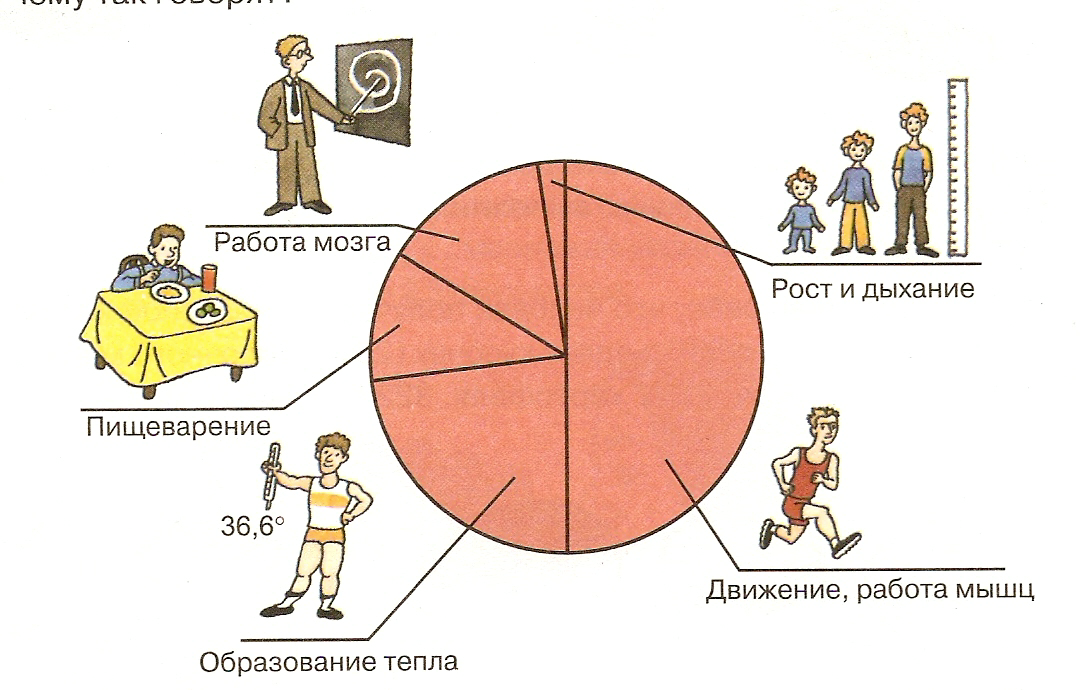 Работа мозга
Рост и дыхание
Пищеварение
36,6°
Движение, работа мышц
Образование тепла